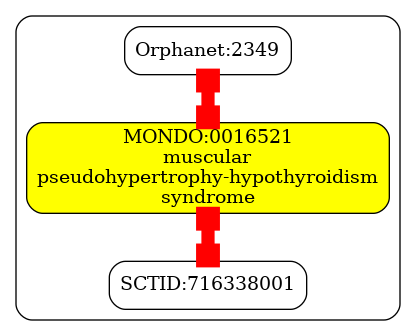 Orphanet:2349
MONDO:0016521
muscular
pseudohypertrophy-hypothyroidism
syndrome
SCTID:716338001